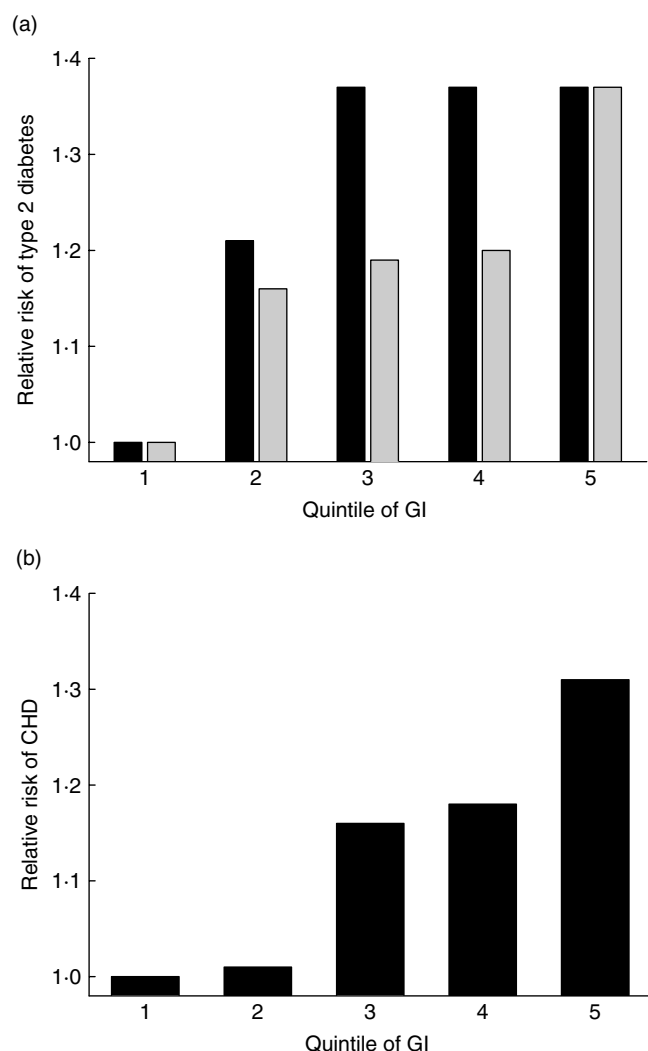 (a)
1·4
1·3
1·2
1·1
1·0
Relative risk of type 2 diabetes
1 2 3 4 5
Quintile of GI
(b)
1·4
1·3
1·2
1·1
1·0
Relative risk of CHD
1 2 3 4 5
Quintile of GI